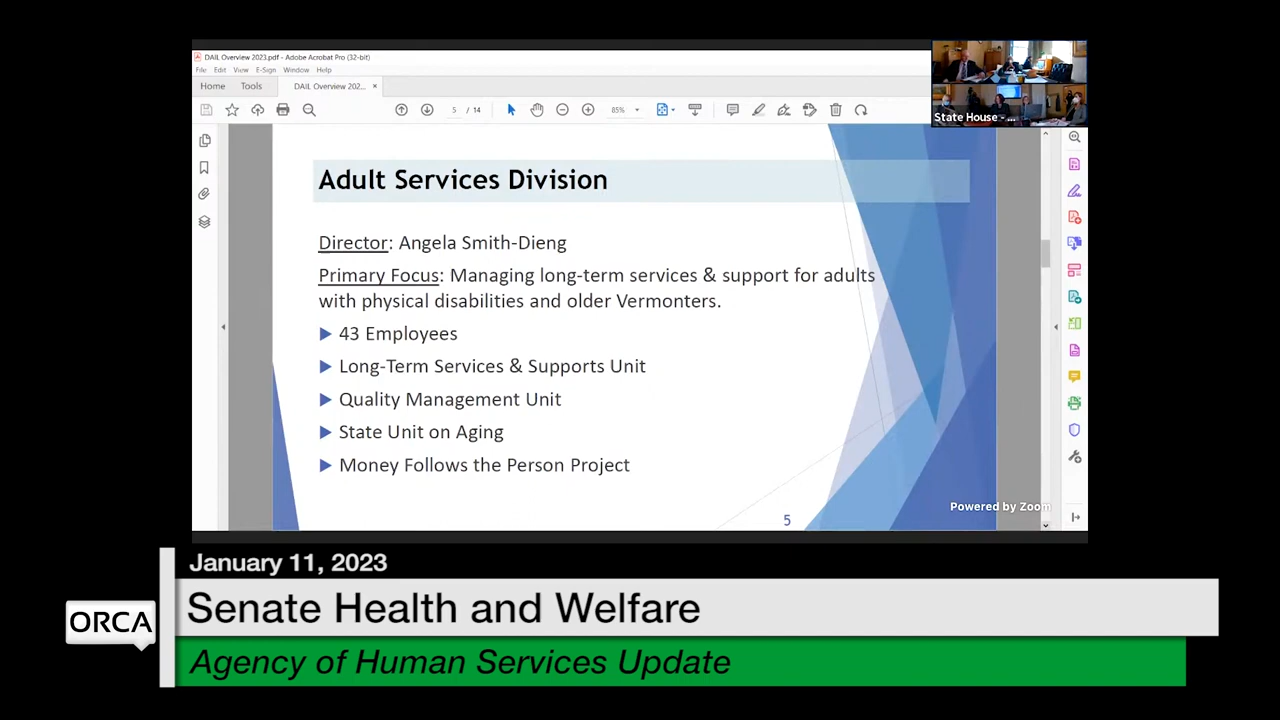 DAIL Overview 2023.pdf - Adobe Acrobat Pro (32-bit)
File Edit View E-Sign Window Help
Home Tools DAIL Overview 202... ×
5 / 14 85%
State House - ...
Adult Services Division
Director: Angela Smith-Dieng
Primary Focus: Managing long-term services & support for adults
with physical disabilities and older Vermonters.
43 Employees
Long-Term Services & Supports Unit
Quality Management Unit
State Unit on Aging
Money Follows the Person Project
Powered by Zoom
5
January 11, 2023
ORCA
Senate Health and Welfare
Agency of Human Services Update